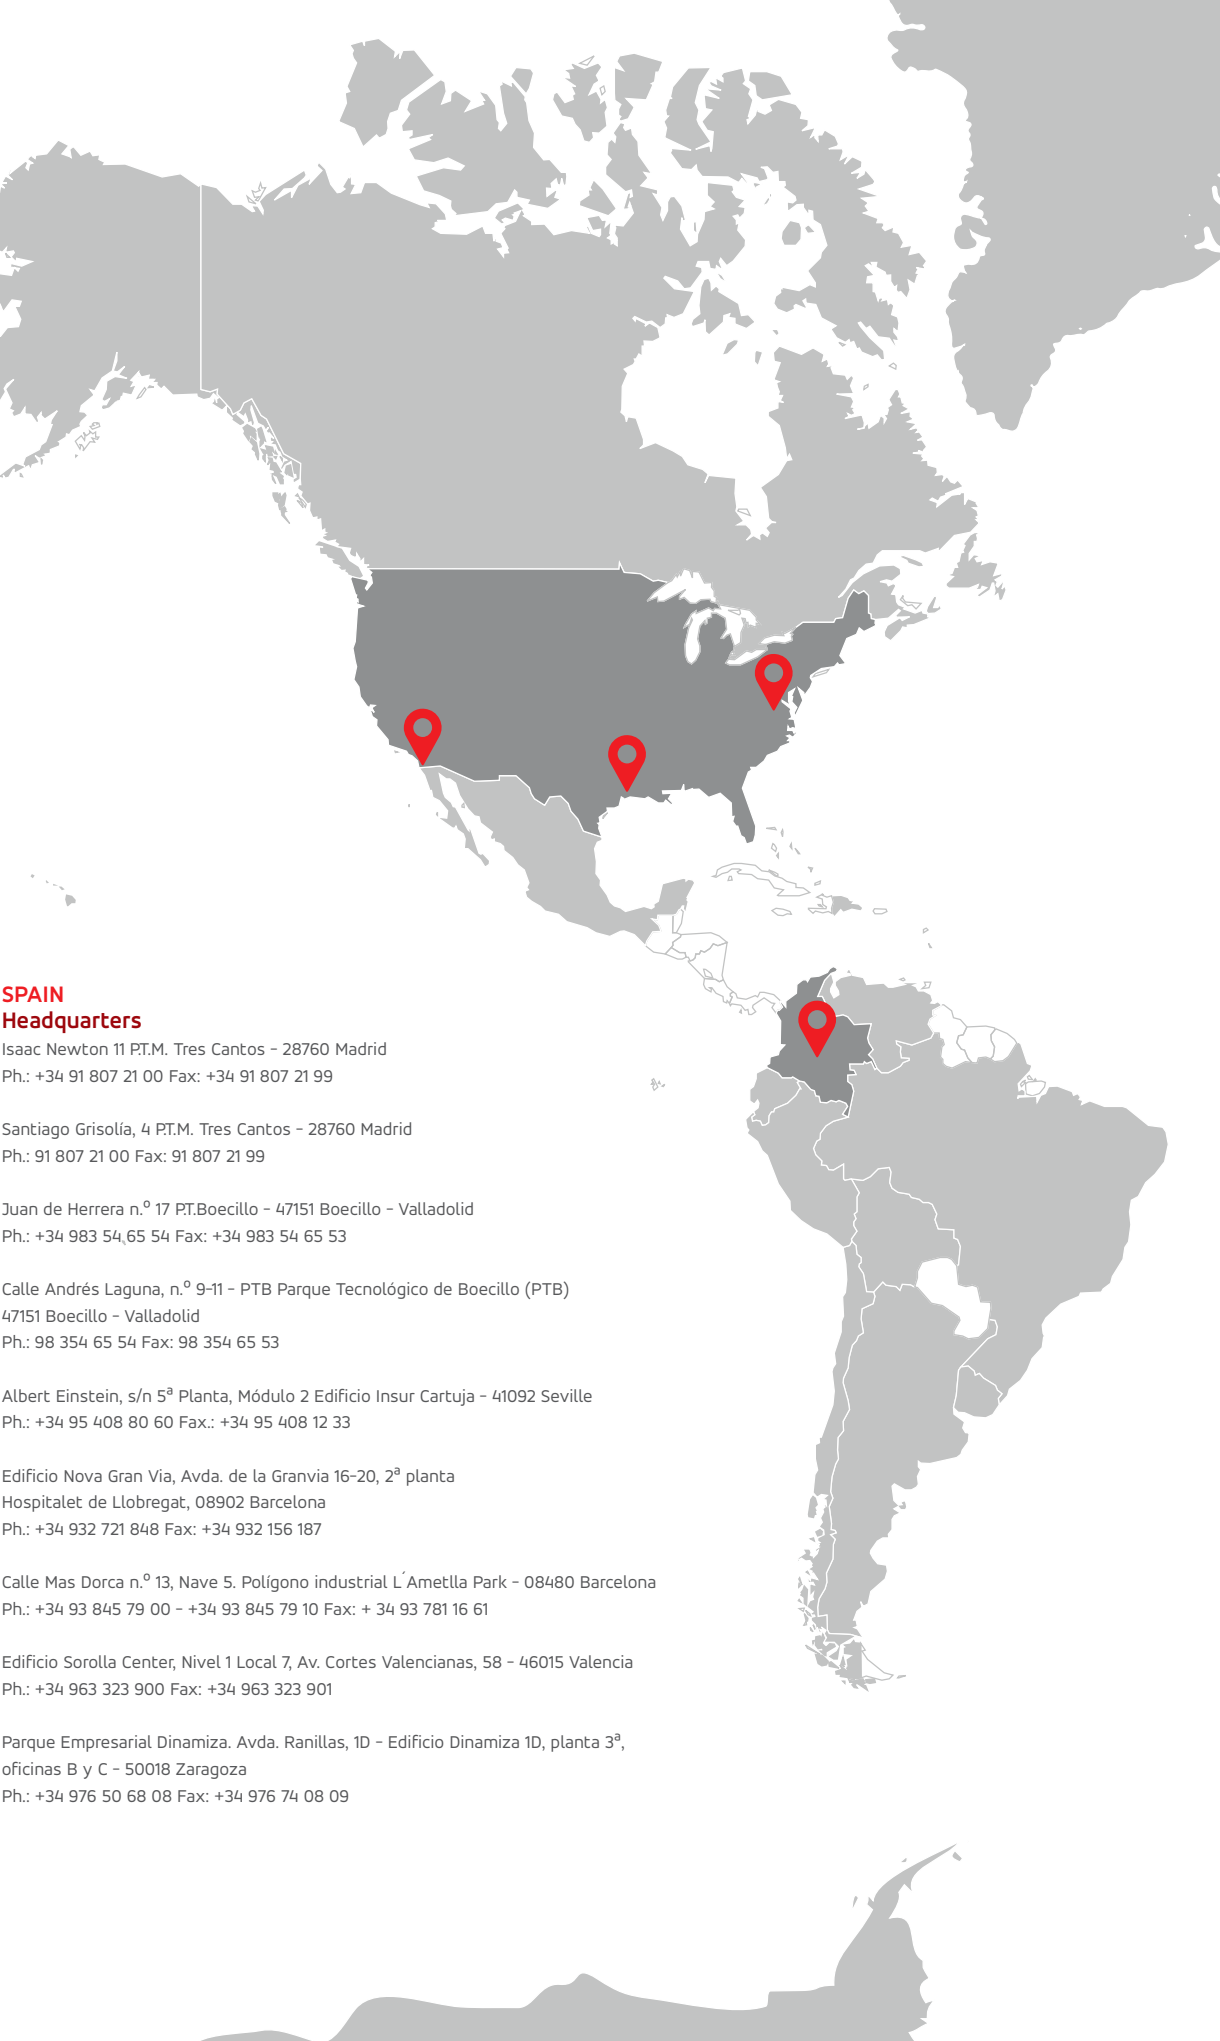 SPAIN
Headquarters
Isaac Newton 11 P.T.M. Tres Cantos - 28760 Madrid
Ph.: +34 91 807 21 00 Fax: +34 91 807 21 99
Santiago Grisolía, 4 P.T.M. Tres Cantos - 28760 Madrid
Ph.: 91 807 21 00 Fax: 91 807 21 99
Juan de Herrera n.º 17 P.T.Boecillo - 47151 Boecillo - Valladolid
Ph.: +34 983 54 65 54 Fax: +34 983 54 65 53
Calle Andrés Laguna, n.º 9-11 - PTB Parque Tecnológico de Boecillo (PTB)
47151 Boecillo - Valladolid
Ph.: 98 354 65 54 Fax: 98 354 65 53
Albert Einstein, s/n 5ª Planta, Módulo 2 Edificio Insur Cartuja - 41092 Seville
Ph.: +34 95 408 80 60 Fax.: +34 95 408 12 33
Edificio Nova Gran Via, Avda. de la Granvia 16-20, 2ª planta
Hospitalet de Llobregat, 08902 Barcelona
Ph.: +34 932 721 848 Fax: +34 932 156 187
Calle Mas Dorca n.º 13, Nave 5. Polígono industrial L´Ametlla Park - 08480 Barcelona
Ph.: +34 93 845 79 00 - +34 93 845 79 10 Fax: + 34 93 781 16 61
Edificio Sorolla Center, Nivel 1 Local 7, Av. Cortes Valencianas, 58 - 46015 Valencia
Ph.: +34 963 323 900 Fax: +34 963 323 901
Parque Empresarial Dinamiza. Avda. Ranillas, 1D - Edificio Dinamiza 1D, planta 3ª,
oficinas B y C - 50018 Zaragoza
Ph.: +34 976 50 68 08 Fax: +34 976 74 08 09